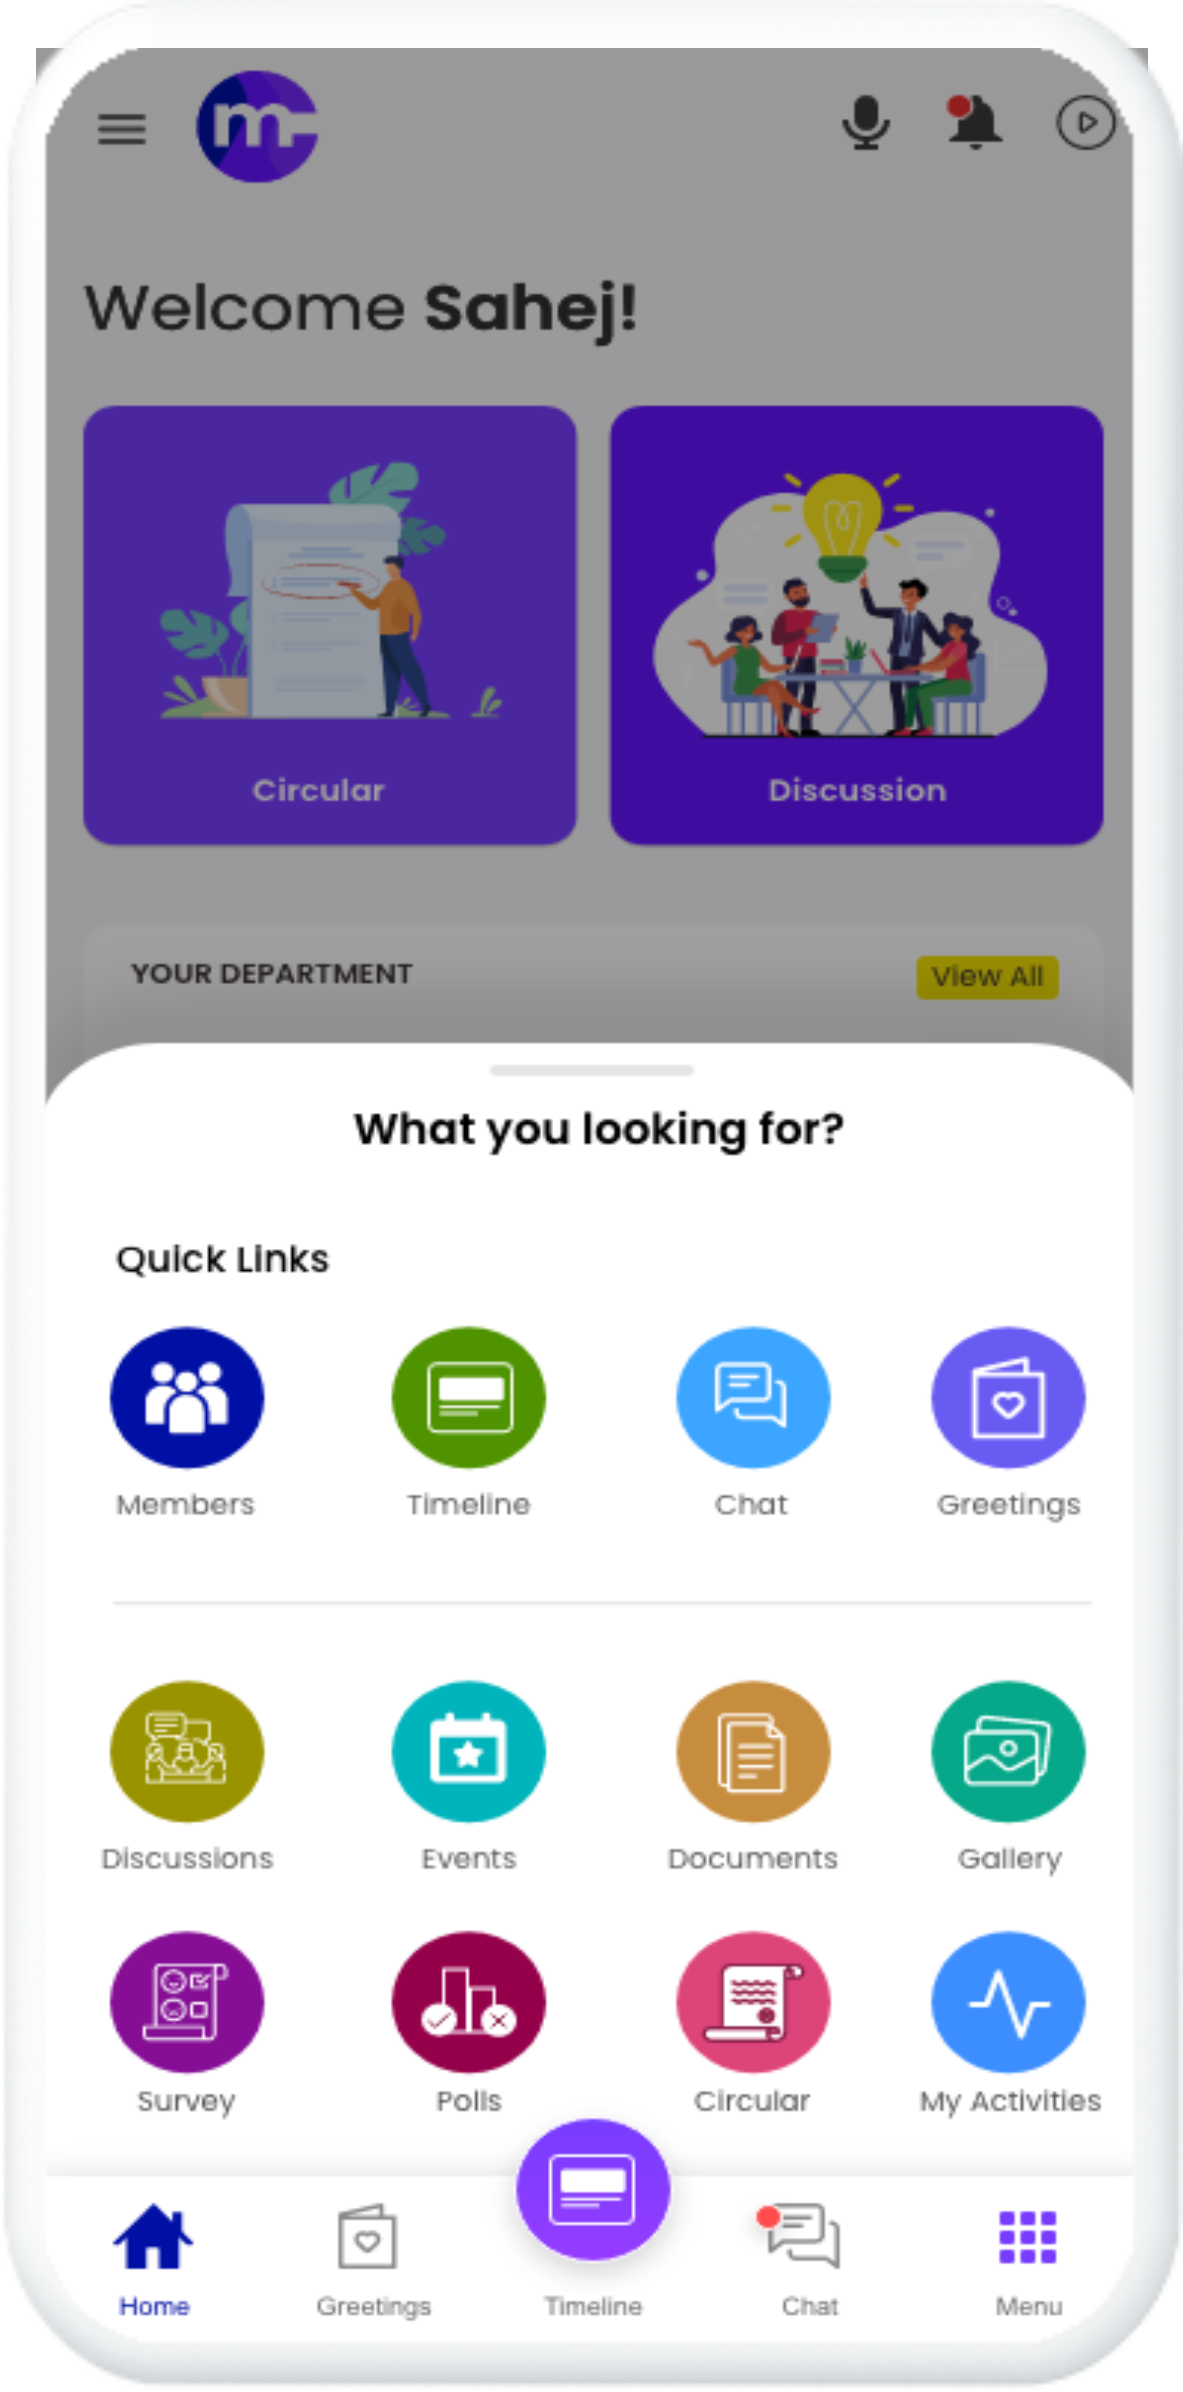 mc
Welcome Sahej!
Circular
Discussion
YOUR DEPARTMENT
View All
What you looking for?
Quick Links
Members
Timeline
Chat
Greetings
Discussions
Events
Documents
Gallery
Survey
Polls
Circular
My Activities
Home
Greetings
Timeline
Chat
Menu